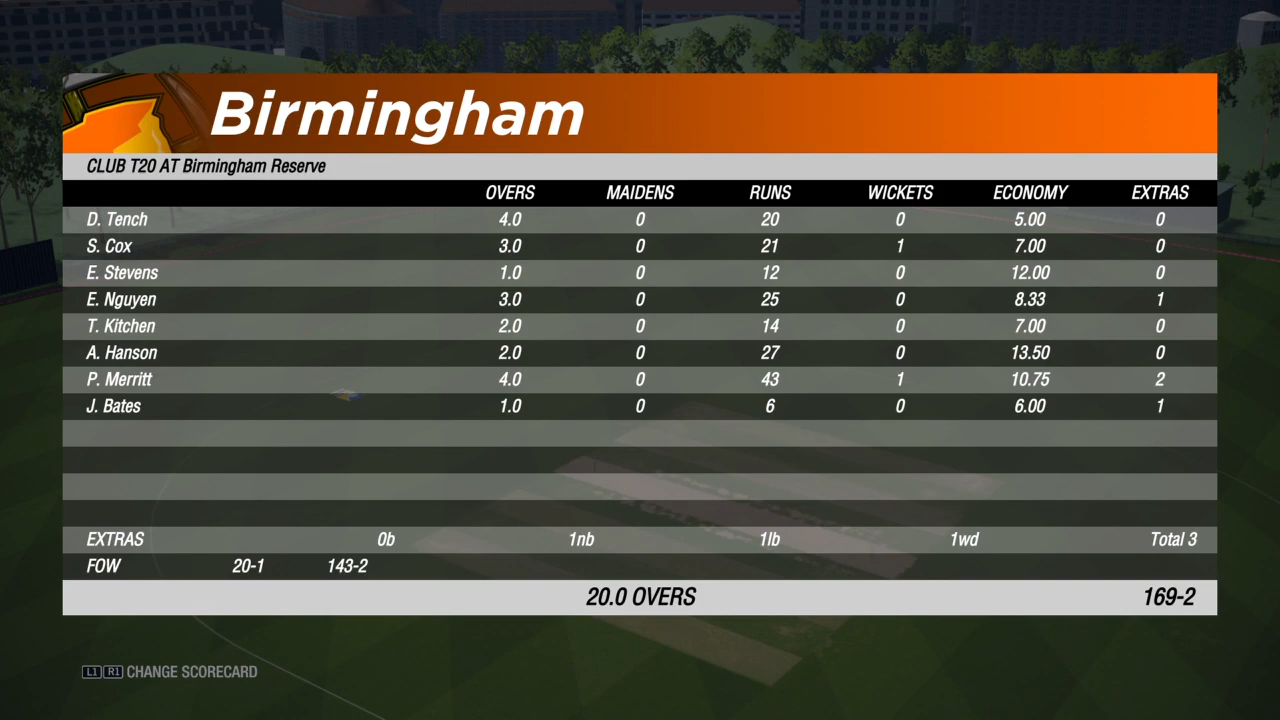 Birmingham
CLUB T20 AT Birmingham Reserve
OVERS MAIDENS RUNS WICKETS ECONOMY EXTRAS
D. Tench 4.0 0 20 0 5.00 0
S. Cox 3.0 0 21 1 7.00 0
E. Stevens 1.0 0 12 0 12.00 0
E. Nguyen 3.0 0 25 0 8.33 1
T. Kitchen 2.0 0 14 0 7.00 0
A. Hanson 2.0 0 27 0 13.50 0
P. Merritt 4.0 0 43 1 10.75 2
J. Bates 1.0 0 6 0 6.00 1
EXTRAS 0b 1nb 1lb 1wd Total 3
FOW 20-1 143-2
20.0 OVERS 169-2
L1 R1 CHANGE SCORECARD